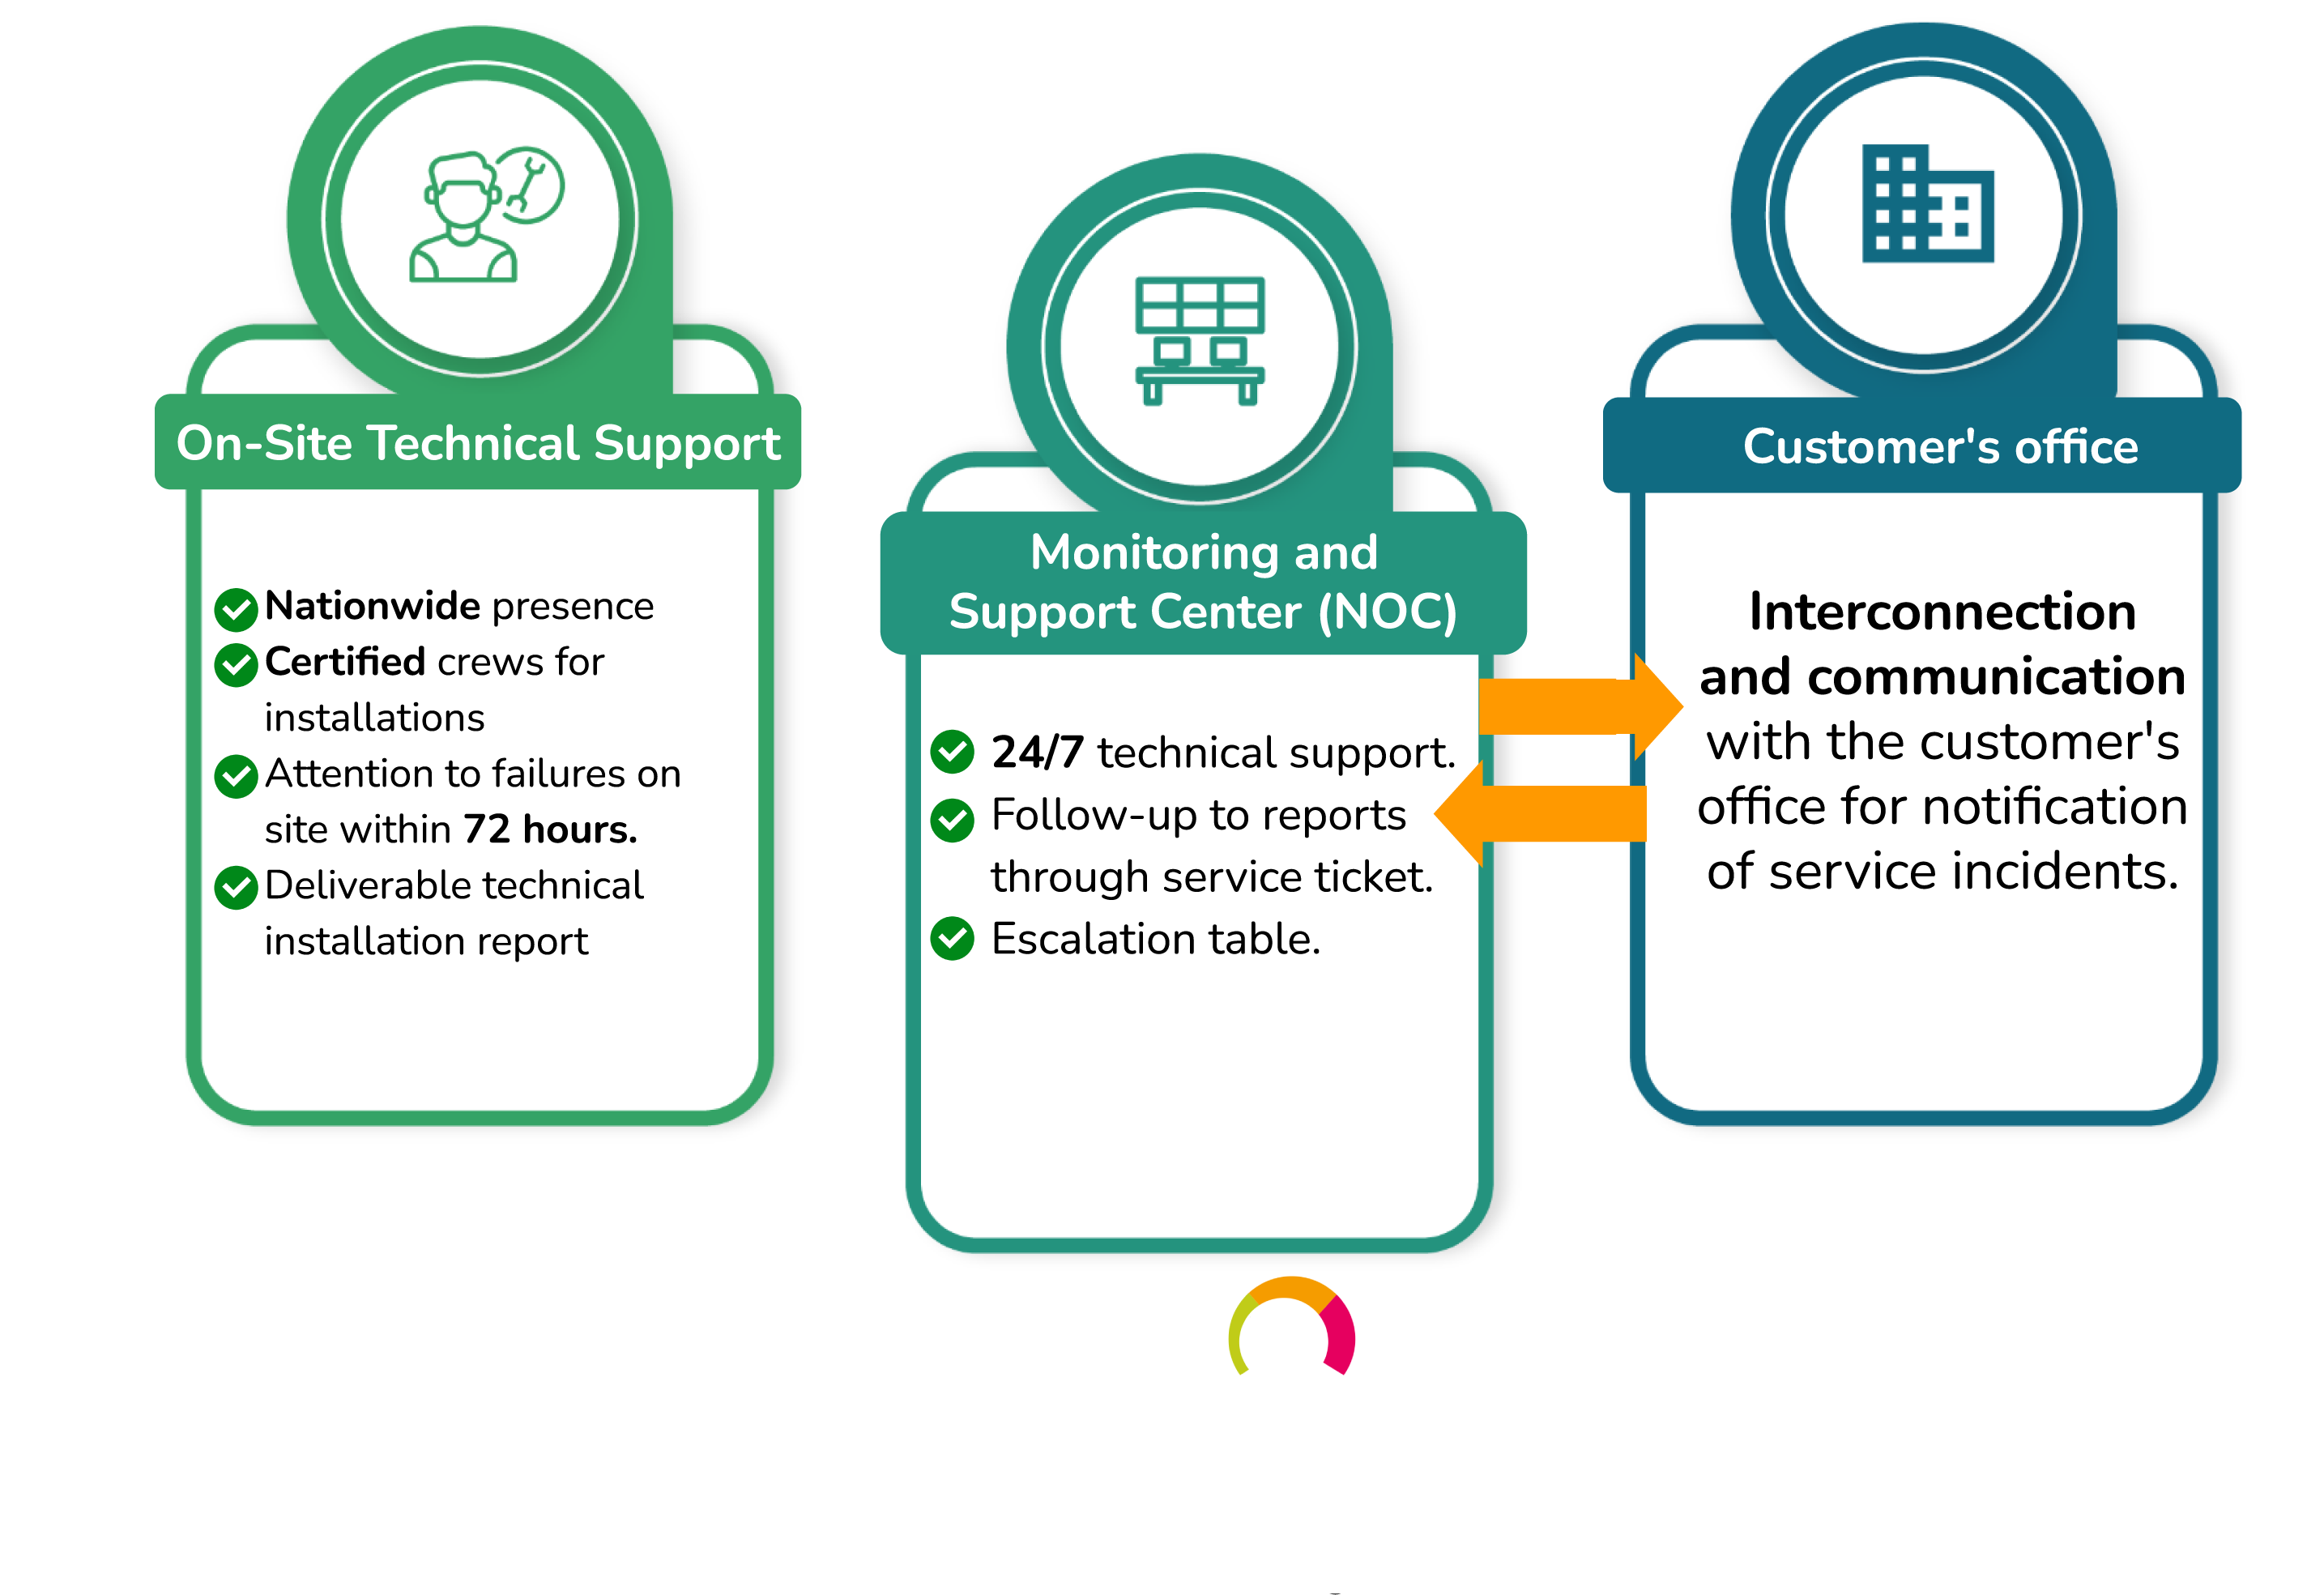 On-Site Technical Support
Nationwide presence
Certified crews for
installations
Attention to failures on
site within 72 hours.
Deliverable technical
installation report
Monitoring and
Support Center (NOC)
24/7 technical support.
Follow-up to reports
through service ticket.
Escalation table.
Customer's office
Interconnection
and communication
with the customer's
office for notification
of service incidents.